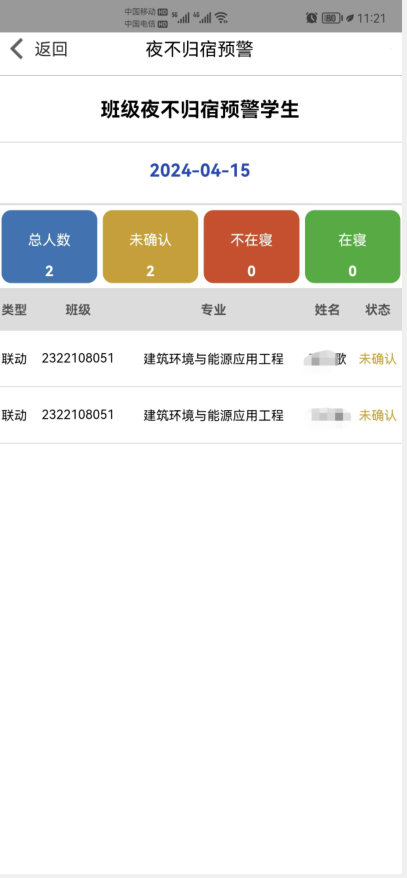 中国移动 HD 5G 4G 80 11:21
中国电信 HD
返回 夜不归宿预警
班级夜不归宿预警学生
2024-04-15
总人数 未确认 不在寝 在寝
2 2 0 0
类型 班级 专业 姓名 状态
联动 2322108051 建筑环境与能源应用工程 歌 未确认
联动 2322108051 建筑环境与能源应用工程 未确认